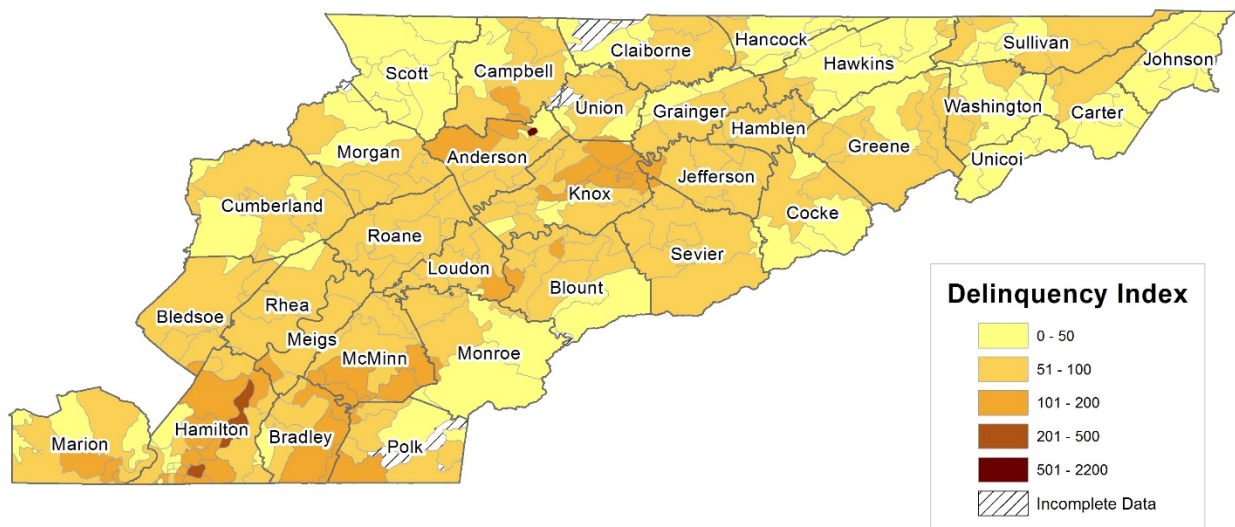 Hancock
Sullivan
Claiborne
Johnson
Hawkins
Scott
Campbell
Union
Washington
Grainger
Carter
Hamblen
Greene
Morgan
Anderson
Unicoi
Jefferson
Knox
Cumberland
Cocke
Roane
Sevier
Loudon
Blount
Rhea
Bledsoe
Meigs
McMinn
Monroe
Hamilton
Bradley
Marion
Polk
Delinquency Index
0 - 50
51 - 100
101 - 200
201 - 500
501 - 2200
Incomplete Data